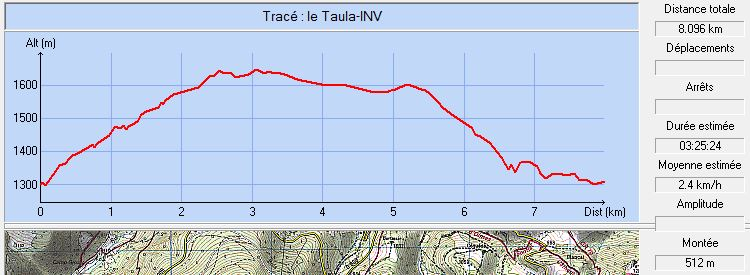 Tracé : le Taula-INV
Alt (m)
1600
1500
1400
1300
0 1 2 3 4 5 6 7 Dist (km)
Distance totale
8.096 km
Déplacements
Arrêts
Durée estimée
03:25:24
Moyenne estimée
2.4 km/h
Amplitude
Montée
512 m